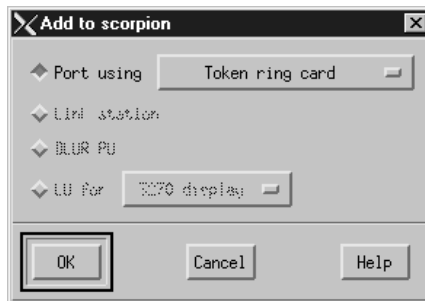 Add to scorpion
Port using Token ring card
Link station
DLUR PU
LU for 3270 display
OK Cancel Help